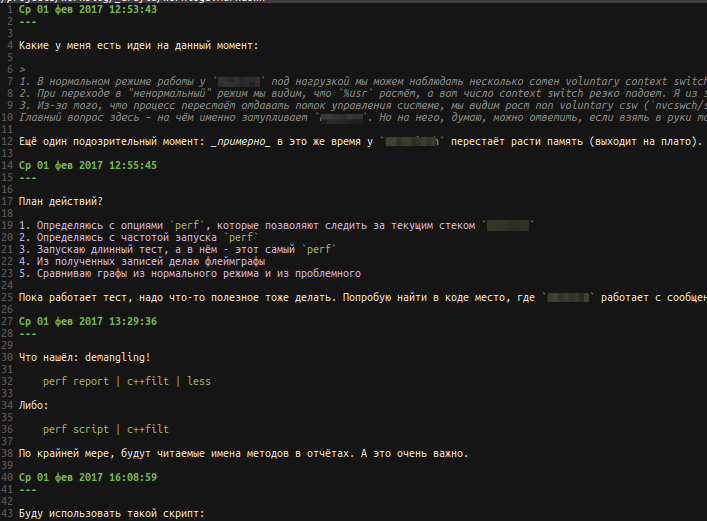 1 Ср 01 фев 2017 12:53:43
2 ---
3
4 Какие у меня есть идеи на данный момент:
5
6 >
7 1. В нормальном режиме работы у ` ` под нагрузкой мы можем наблюдать несколько сотен voluntary context switch
8 2. При переходе в "ненормальный" режим мы видим, что `%usr` растёт, а вот число context switch резко падает. Я из з
9 3. Из-за того, что процесс перестаёт отдавать поток управления системе, мы видим рост non voluntary csw (`nvcswch/s
10 Главный вопрос здесь - на чём именно затупливает ` `. Но на него, думаю, можно ответить, если взять в руки
11
12 Ещё один подозрительный момент: _примерно_ в это же время у ` ` перестаёт расти память (выходит на плато).
13
14 Ср 01 фев 2017 12:55:45
15 ---
16
17 План действий?
18
19 1. Определяюсь с опциями `perf`, которые позволяют следить за текущим стеком ` `
20 2. Определяюсь с частотой запуска `perf`
21 3. Запускаю длинный тест, а в нём - этот самый `perf`
22 4. Из полученных записей делаю флеймграфы
23 5. Сравниваю графы из нормального режима и из проблемного
24
25 Пока работает тест, надо что-то полезное тоже делать. Попробую найти в коде место, где ` ` работает с сообщен
26
27 Ср 01 фев 2017 13:29:36
28 ---
29
30 Что нашёл: demangling!
31
32 perf report | c++filt | less
33
34 Либо:
35
36 perf script | c++filt
37
38 По крайней мере, будут читаемые имена методов в отчётах. А это очень важно.
39
40 Ср 01 фев 2017 16:08:59
41 ---
42
43 Буду использовать такой скрипт: